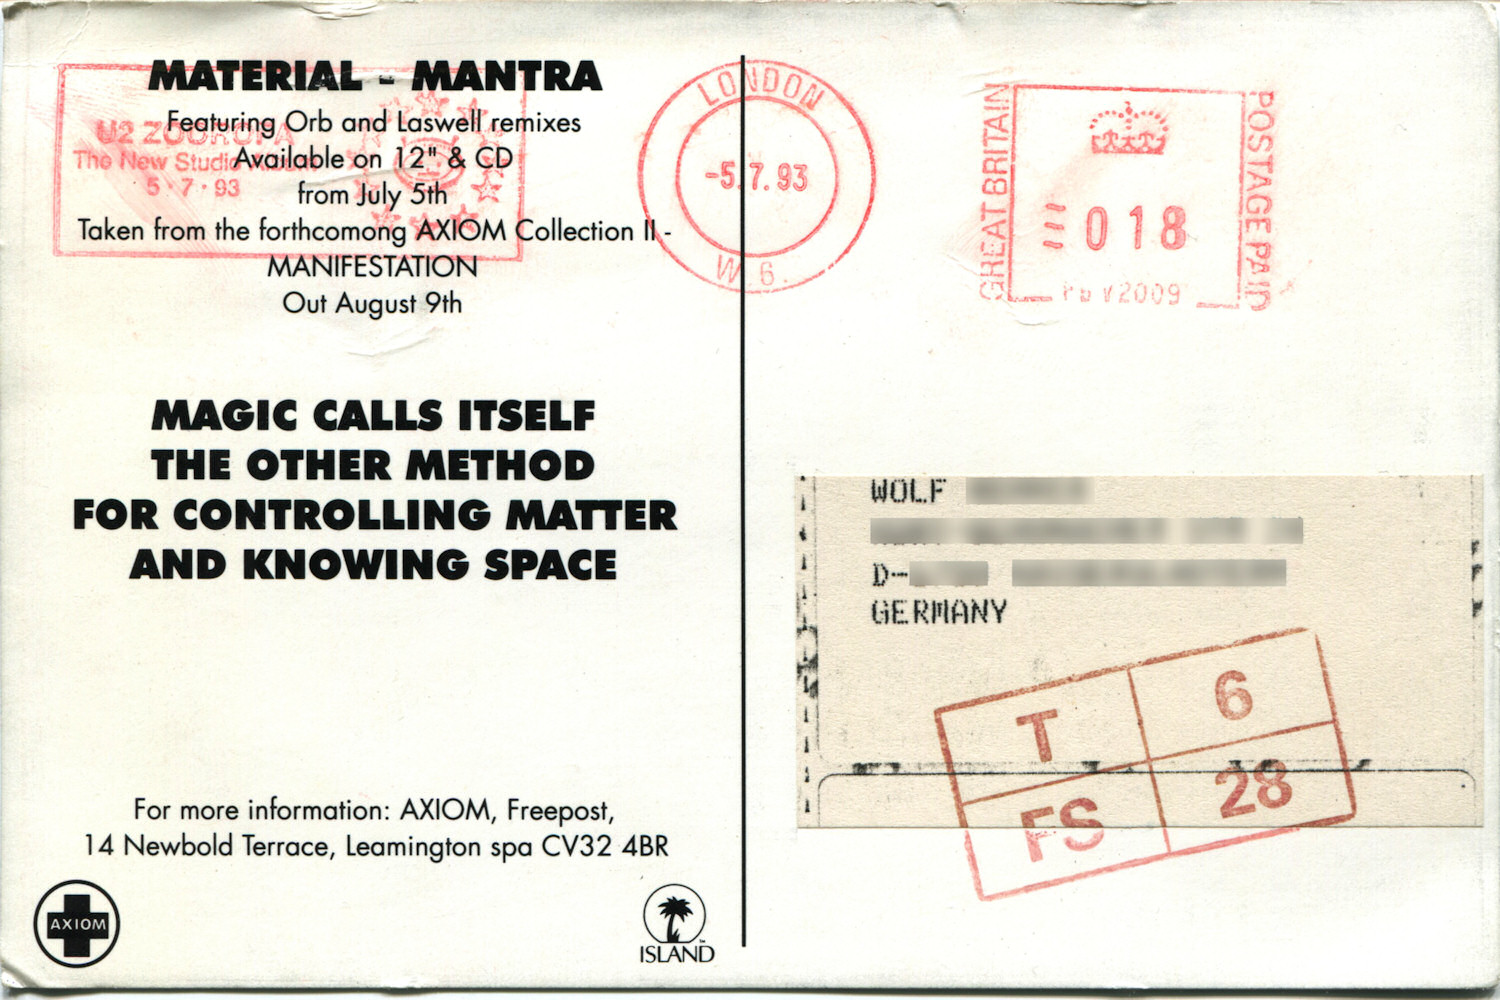 MATERIAL - MANTRA
Featuring Orb and Laswell remixes
Available on 12" & CD
from July 5th
Taken from the forthcomong AXIOM Collection II -
MANIFESTATION
Out August 9th
U2 ZOOROPA
The New Studio Album
5·7·93
MAGIC CALLS ITSELF
THE OTHER METHOD
FOR CONTROLLING MATTER
AND KNOWING SPACE
For more information: AXIOM, Freepost,
14 Newbold Terrace, Leamington spa CV32 4BR
AXIOM
ISLAND
LONDON
-5.7.93
W.6.
GREAT BRITAIN
018
PB V2009
POSTAGE PAID
WOLF
D-
GERMANY
T 6
FS 28